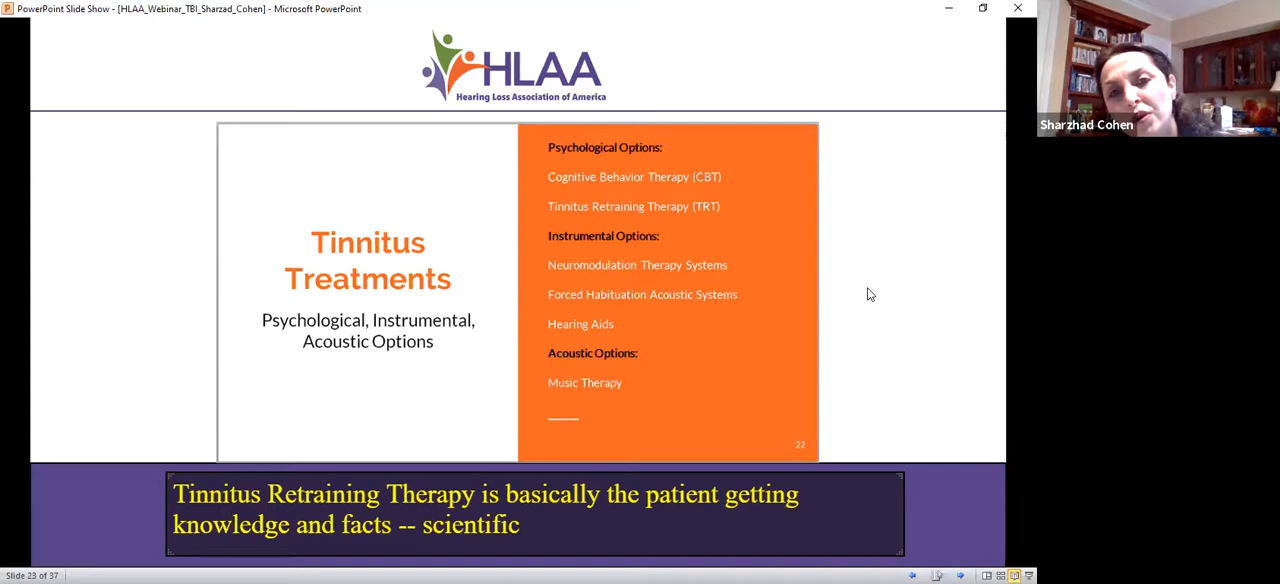 PowerPoint Slide Show - [HLAA_Webinar_TBI_Sharzad_Cohen] - Microsoft PowerPoint
HLAA
Hearing Loss Association of America
Sharzhad Cohen
Tinnitus
Treatments
Psychological, Instrumental,
Acoustic Options
Psychological Options:
Cognitive Behavior Therapy (CBT)
Tinnitus Retraining Therapy (TRT)
Instrumental Options:
Neuromodulation Therapy Systems
Forced Habituation Acoustic Systems
Hearing Aids
Acoustic Options:
Music Therapy
22
Tinnitus Retraining Therapy is basically the patient getting
knowledge and facts -- scientific
Slide 23 of 37